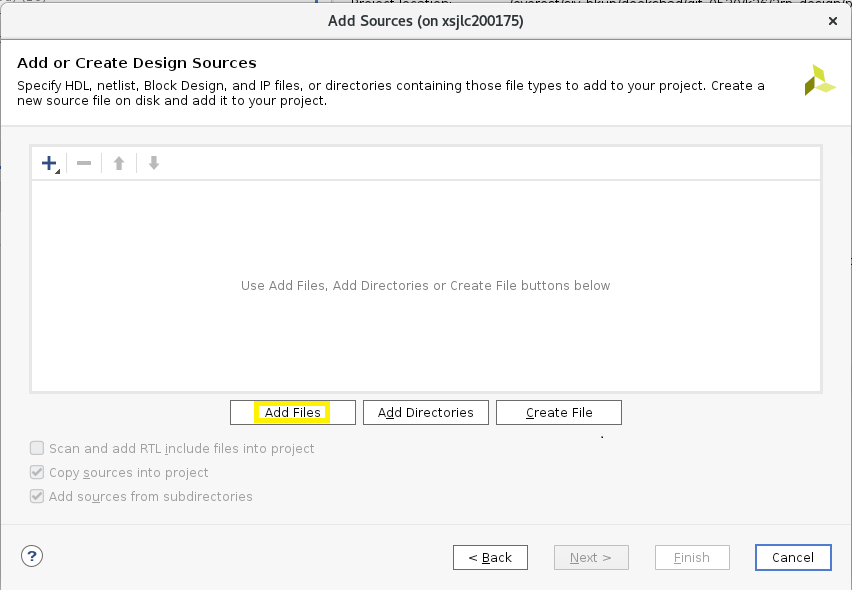 Add Sources (on xsjlc200175)
Add or Create Design Sources
Specify HDL, netlist, Block Design, and IP files, or directories containing those file types to add to your project. Create a
new source file on disk and add it to your project.
Use Add Files, Add Directories or Create File buttons below
Add Files Add Directories Create File
Scan and add RTL include files into project
Copy sources into project
Add sources from subdirectories
? < Back Next > Finish Cancel